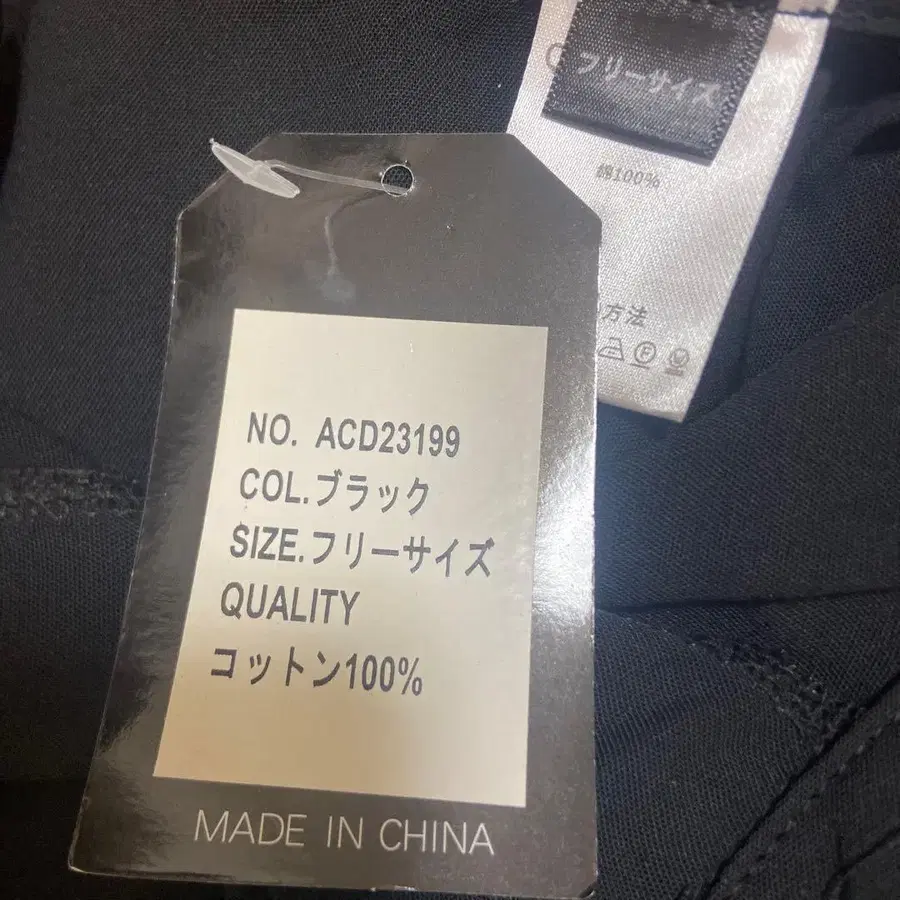 フリーサイズ
綿100%
方法
NO. ACD23199
COL.ブラック
SIZE.フリーサイズ
QUALITY
コットン100%
MADE IN CHINA